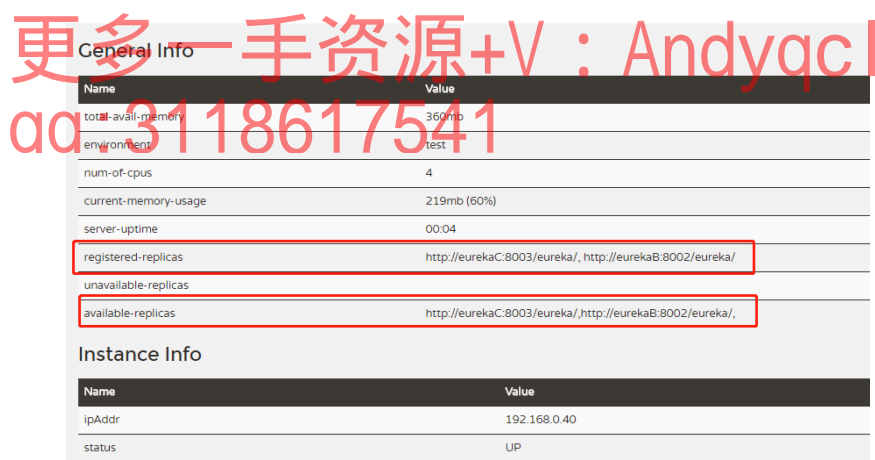 更多一手资源+V：Andyqc
General Info
Name Value
total-avail-memory 360mb
qq:3118617541
environment test
num-of-cpus 4
current-memory-usage 219mb (60%)
server-uptime 00:04
registered-replicas http://eurekaC:8003/eureka/, http://eurekaB:8002/eureka/
unavailable-replicas
available-replicas http://eurekaC:8003/eureka/,http://eurekaB:8002/eureka/,
Instance Info
Name Value
ipAddr 192.168.0.40
status UP